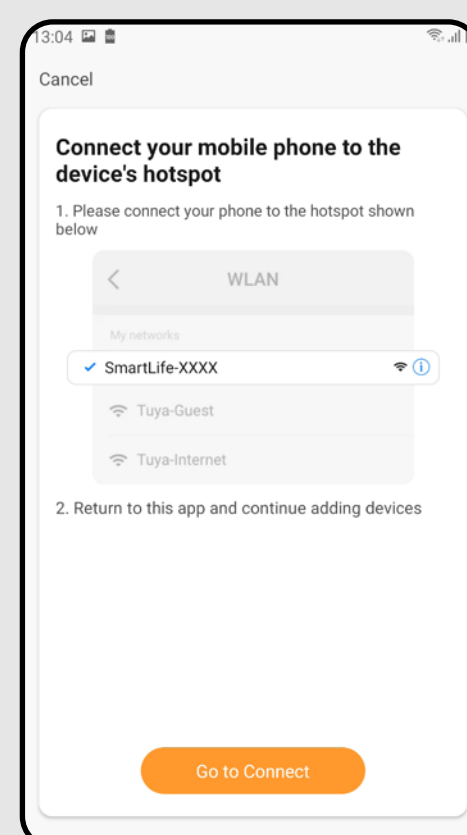 13:04
Cancel
Connect your mobile phone to the
device's hotspot
1. Please connect your phone to the hotspot shown
below
WLAN
My networks
SmartLife-XXXX
Tuya-Guest
Tuya-Internet
2. Return to this app and continue adding devices
Go to Connect